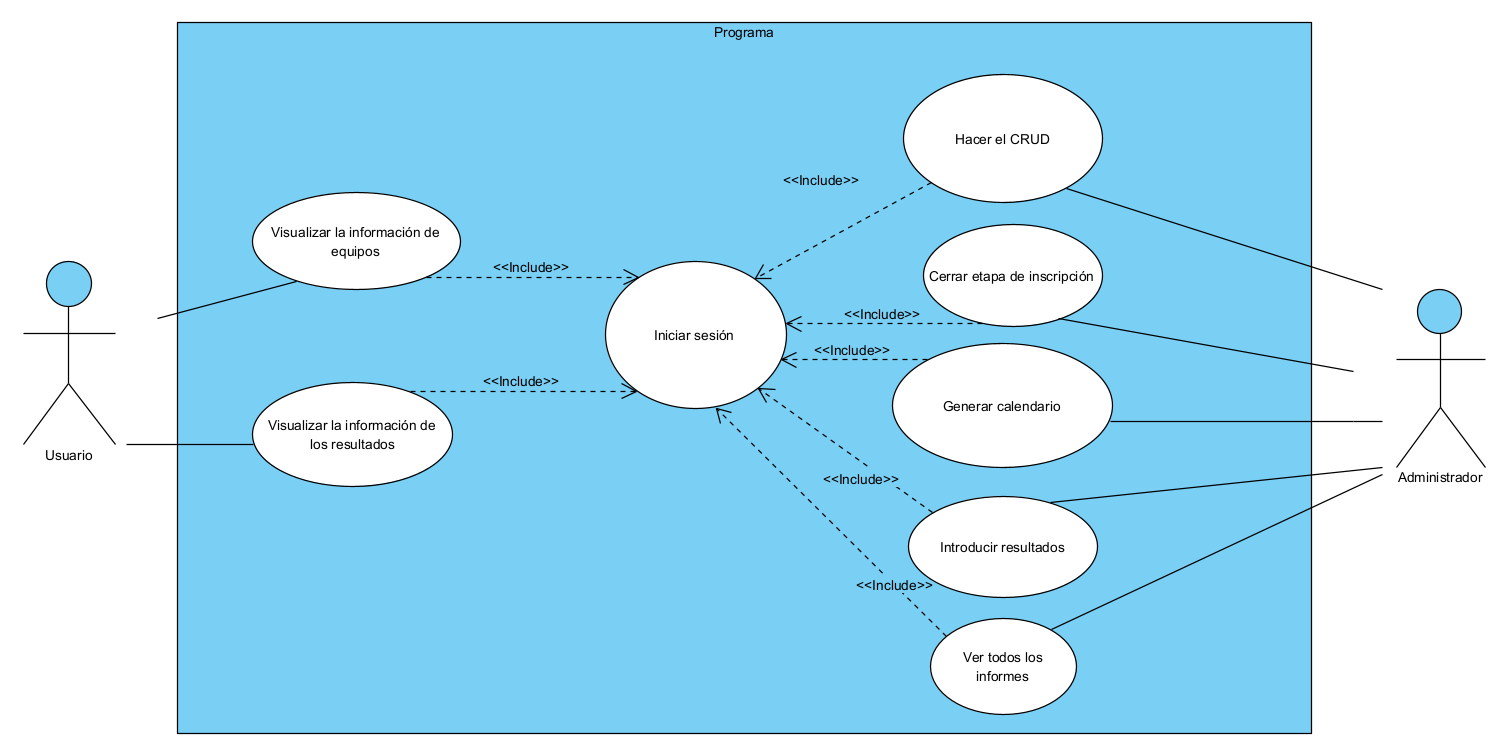 Programa
Hacer el CRUD
<<Include>>
Visualizar la información de
equipos
<<Include>>
Cerrar etapa de inscripción
<<Include>>
Iniciar sesión
<<Include>>
<<Include>>
Generar calendario
Visualizar la información de
los resultados
Usuario
<<Include>>
Administrador
Introducir resultados
<<Include>>
Ver todos los
informes